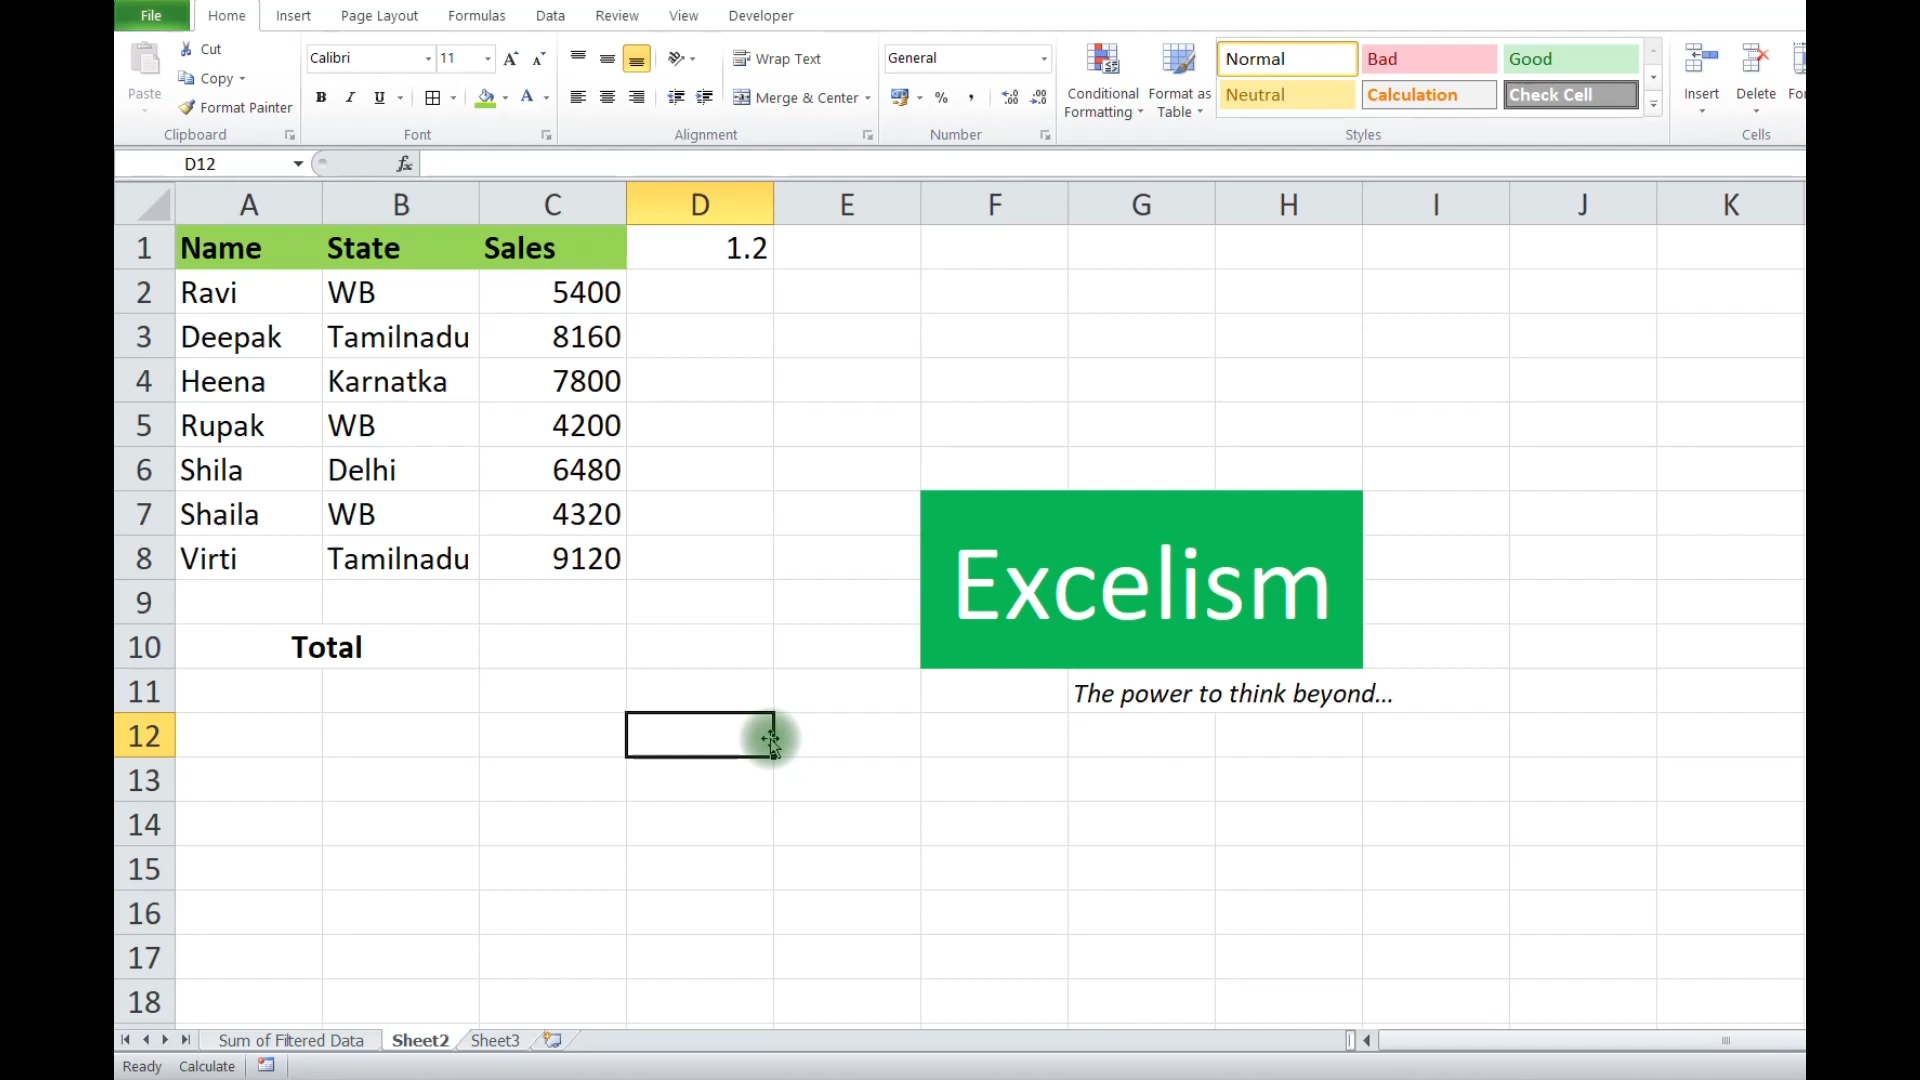 File Home Insert Page Layout Formulas Data Review View Developer
Paste
Cut
Copy
Format Painter
Clipboard
Calibri 11
B I U
A
Font
Wrap Text
Merge & Center
Alignment
General
% ,
Number
Conditional Formatting
Format as Table
Normal Bad Good
Neutral Calculation Check Cell
Styles
Insert Delete For
Cells
D12 fx
A B C D E F G H I J K
1 Name State Sales 1.2
2 Ravi WB 5400
3 Deepak Tamilnadu 8160
4 Heena Karnatka 7800
5 Rupak WB 4200
6 Shila Delhi 6480
7 Shaila WB 4320
8 Virti Tamilnadu 9120
Excelism
9
10 Total
11 The power to think beyond...
12
13
14
15
16
17
18
Sum of Filtered Data Sheet2 Sheet3
Ready Calculate